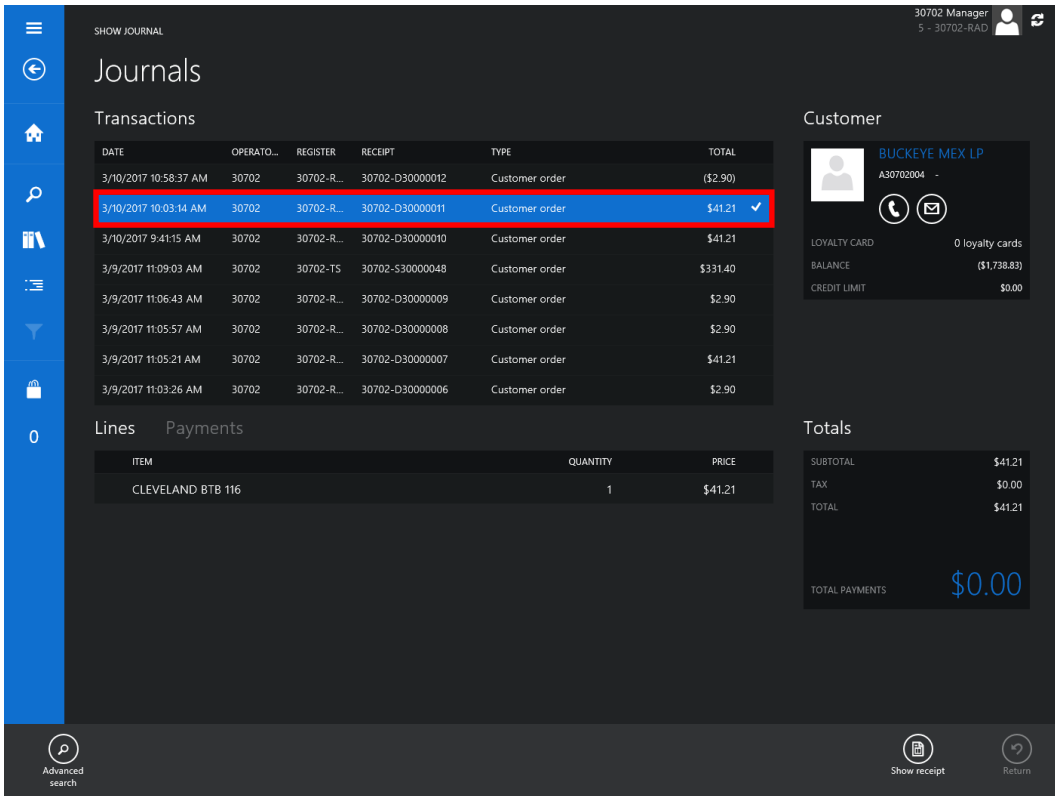 30702 Manager
5 - 30702-RAD
SHOW JOURNAL
Journals
Transactions
DATE OPERATO... REGISTER RECEIPT TYPE TOTAL
3/10/2017 10:58:37 AM 30702 30702-R... 30702-D30000012 Customer order ($2.90)
3/10/2017 10:03:14 AM 30702 30702-R... 30702-D30000011 Customer order $41.21
3/10/2017 9:41:15 AM 30702 30702-R... 30702-D30000010 Customer order $41.21
3/9/2017 11:09:03 AM 30702 30702-TS 30702-S30000048 Customer order $331.40
3/9/2017 11:06:43 AM 30702 30702-R... 30702-D30000009 Customer order $2.90
3/9/2017 11:05:57 AM 30702 30702-R... 30702-D30000008 Customer order $2.90
3/9/2017 11:05:21 AM 30702 30702-R... 30702-D30000007 Customer order $41.21
3/9/2017 11:03:26 AM 30702 30702-R... 30702-D30000006 Customer order $2.90
Customer
BUCKEYE MEX LP
A30702004 -
LOYALTY CARD 0 loyalty cards
BALANCE ($1,738.83)
CREDIT LIMIT $0.00
0
Lines Payments
ITEM QUANTITY PRICE
CLEVELAND BTB 116 1 $41.21
Totals
SUBTOTAL $41.21
TAX $0.00
TOTAL $41.21
TOTAL PAYMENTS $0.00
Advanced
search
Show receipt
Return